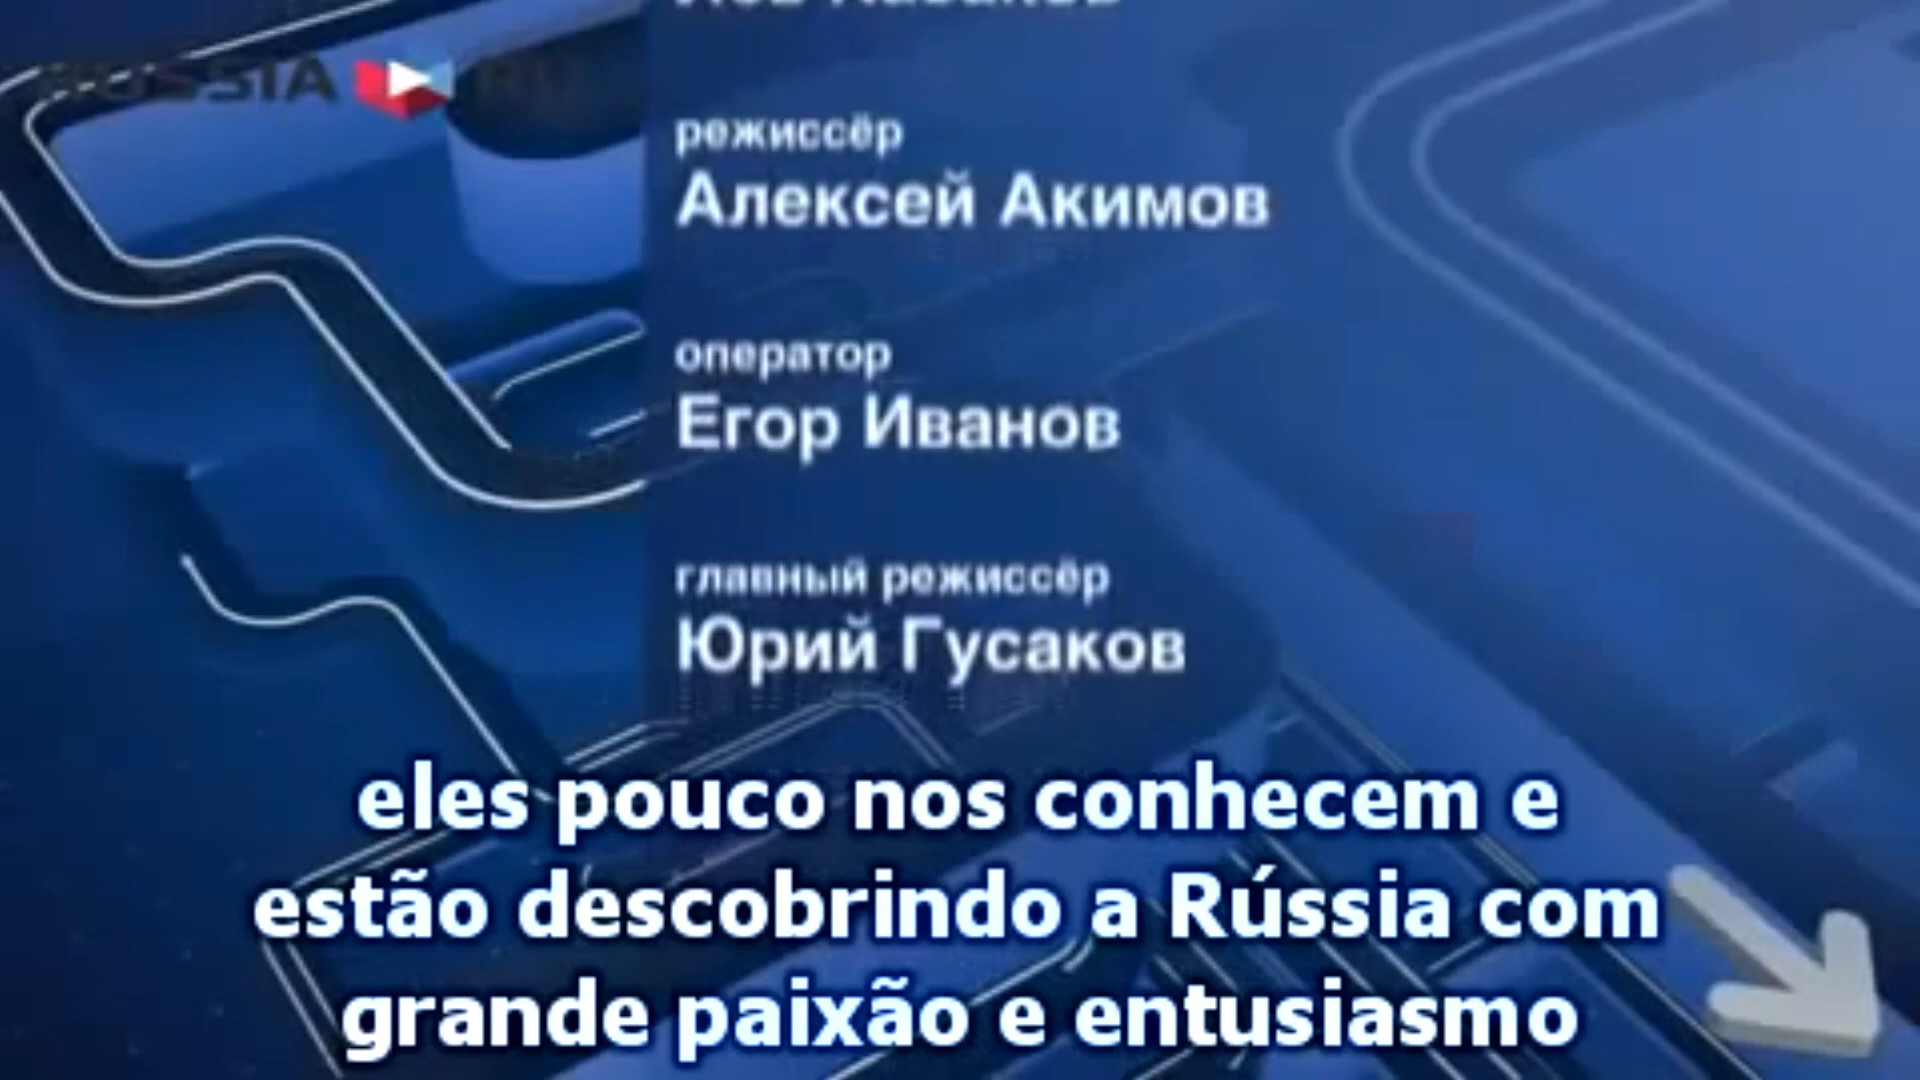 режиссёр
Алексей Акимов
оператор
Егор Иванов
главный режиссёр
Юрий Гусаков
eles pouco nos conhecem e
estão descobrindo a Rússia com
grande paixão e entusiasmo